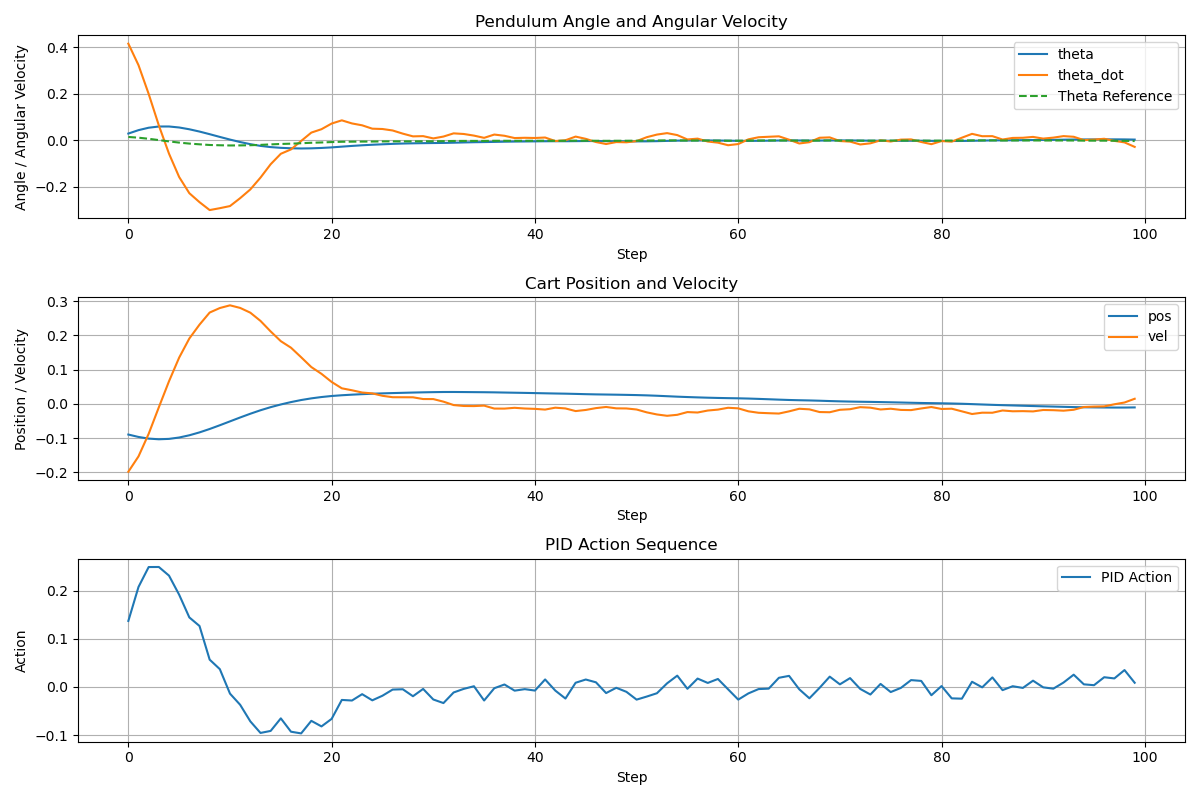 Pendulum Angle and Angular Velocity
Angle / Angular Velocity
0.4
0.2
0.0
−0.2
theta
theta_dot
Theta Reference
0 20 40 60 80 100
Step
Cart Position and Velocity
Position / Velocity
0.3
0.2
0.1
0.0
−0.1
−0.2
pos
vel
0 20 40 60 80 100
Step
PID Action Sequence
Action
0.2
0.1
0.0
−0.1
PID Action
0 20 40 60 80 100
Step